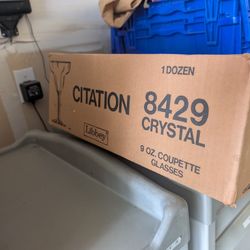 1 DOZEN
CITATION 8429
CRYSTAL
Libbey
9 OZ. COUPETTE
GLASSES